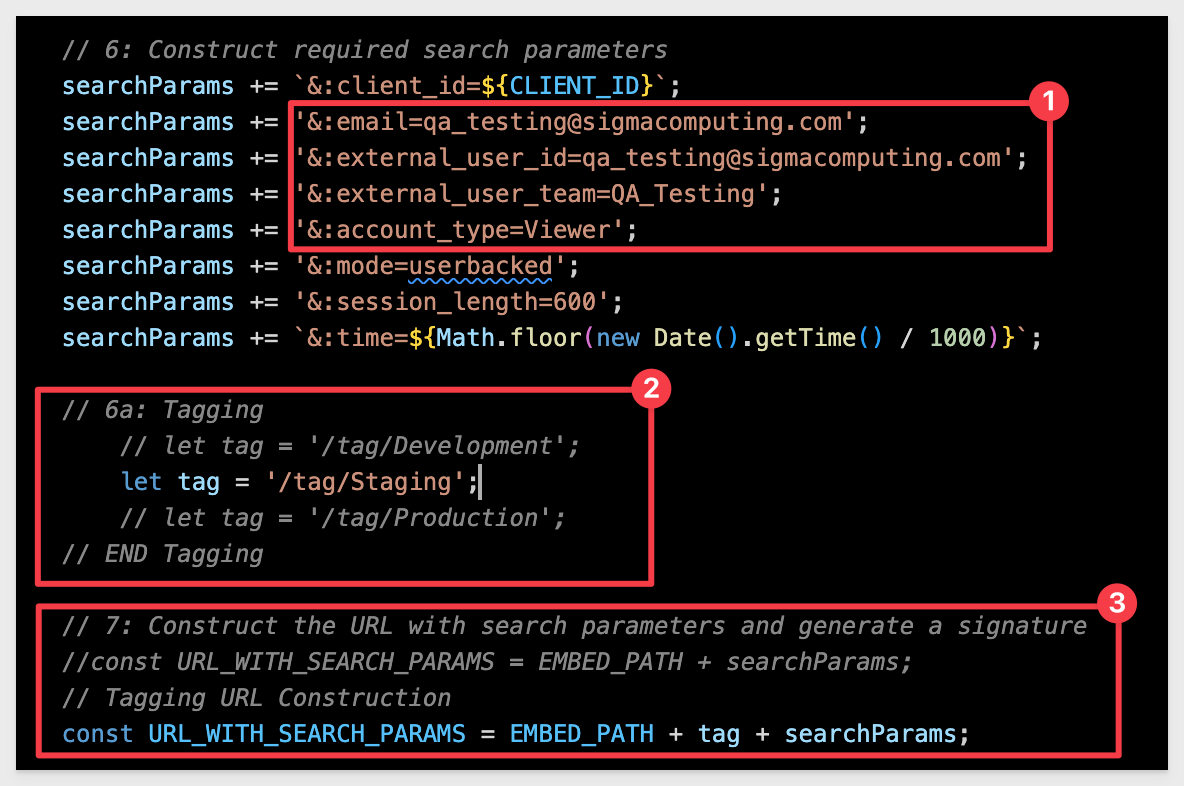 // 6: Construct required search parameters
searchParams += `&:client_id=${CLIENT_ID}`;
1
searchParams += '&:email=qa_testing@sigmacomputing.com';
searchParams += '&:external_user_id=qa_testing@sigmacomputing.com';
searchParams += '&:external_user_team=QA_Testing';
searchParams += '&:account_type=Viewer';
searchParams += '&:mode=userbacked';
searchParams += '&:session_length=600';
searchParams += `&:time=${Math.floor(new Date().getTime() / 1000)}`;
2
// 6a: Tagging
// let tag = '/tag/Development';
let tag = '/tag/Staging';
// let tag = '/tag/Production';
// END Tagging
3
// 7: Construct the URL with search parameters and generate a signature
//const URL_WITH_SEARCH_PARAMS = EMBED_PATH + searchParams;
// Tagging URL Construction
const URL_WITH_SEARCH_PARAMS = EMBED_PATH + tag + searchParams;